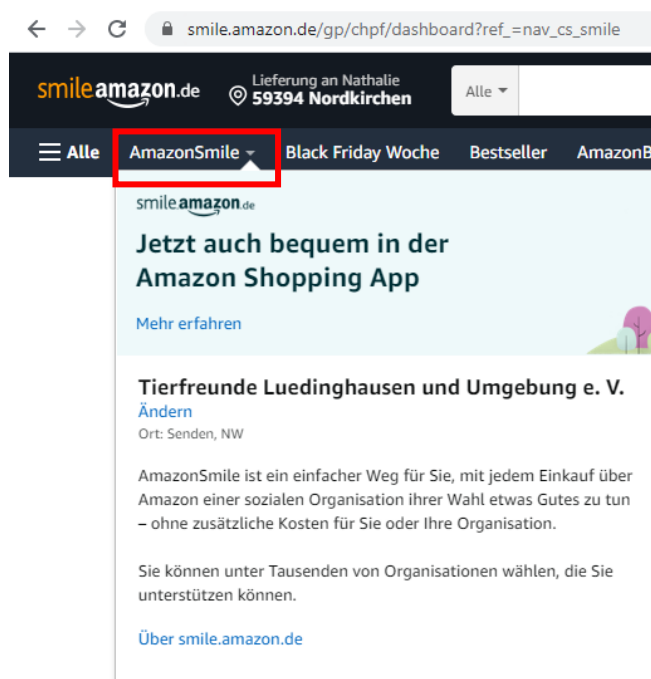 smile.amazon.de/gp/chpf/dashboard?ref_=nav_cs_smile
smile amazon.de
Lieferung an Nathalie
59394 Nordkirchen
Alle
Alle AmazonSmile Black Friday Woche Bestseller AmazonB
smile.amazon.de
Jetzt auch bequem in der
Amazon Shopping App
Mehr erfahren
Tierfreunde Luedinghausen und Umgebung e. V.
Ändern
Ort: Senden, NW
AmazonSmile ist ein einfacher Weg für Sie, mit jedem Einkauf über
Amazon einer sozialen Organisation ihrer Wahl etwas Gutes zu tun
– ohne zusätzliche Kosten für Sie oder Ihre Organisation.
Sie können unter Tausenden von Organisationen wählen, die Sie
unterstützen können.
Über smile.amazon.de